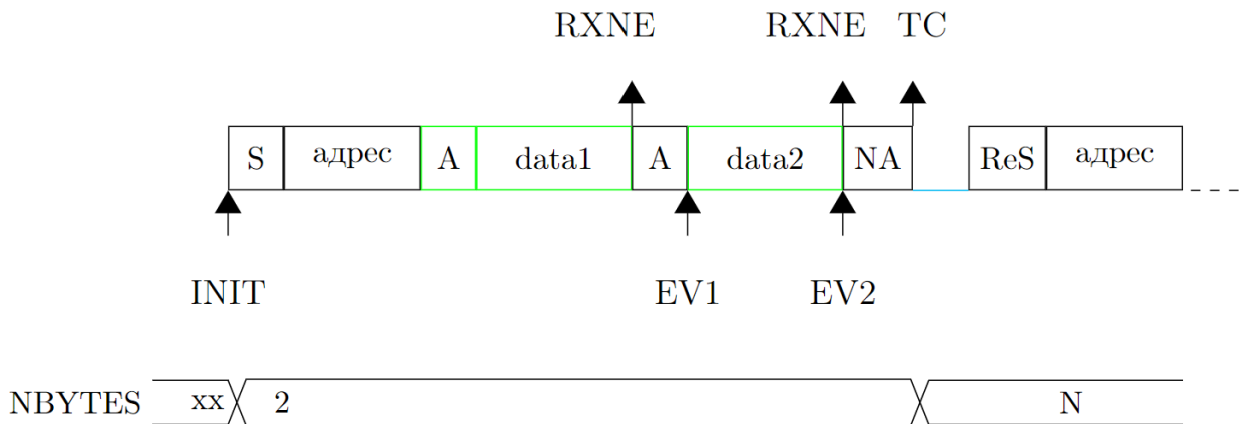 RXNE RXNE TC
S адрес A data1 A data2 NA ReS адрес
INIT EV1 EV2
NBYTES xx 2 N